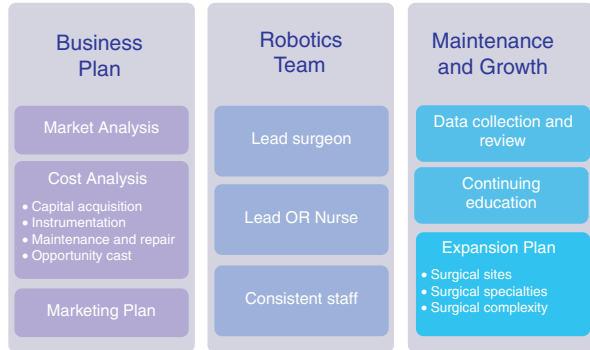 Business
Plan
Market Analysis
Cost Analysis
• Capital acquisition
• Instrumentation
• Maintenance and repair
• Opportunity cast
Marketing Plan
Robotics
Team
Lead surgeon
Lead OR Nurse
Consistent staff
Maintenance
and Growth
Data collection and
review
Continuing
education
Expansion Plan
• Surgical sites
• Surgical specialties
• Surgical complexity